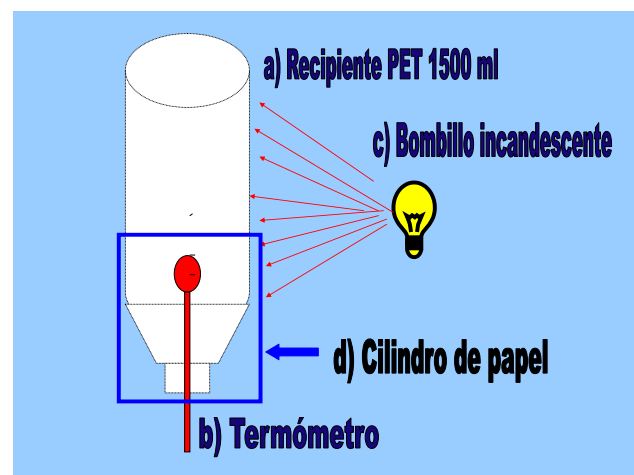 a) Recipiente PET 1500 ml
c) Bombillo incandescente
d) Cilindro de papel
b) Termómetro